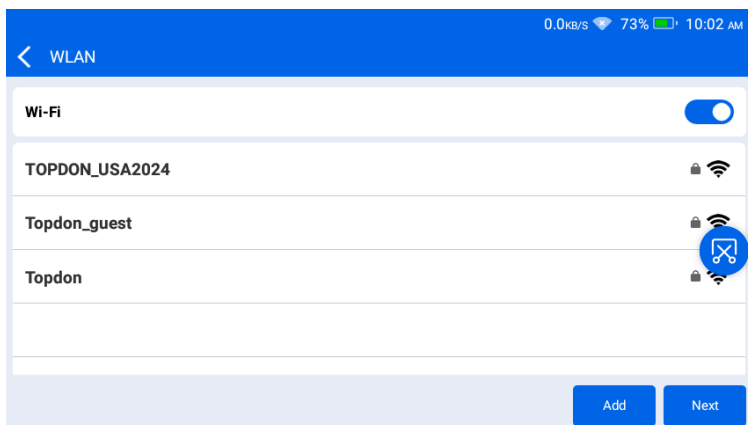 0.0KB/S 73% 10:02 AM
WLAN
Wi-Fi
TOPDON_USA2024
Topdon_guest
Topdon
Add Next